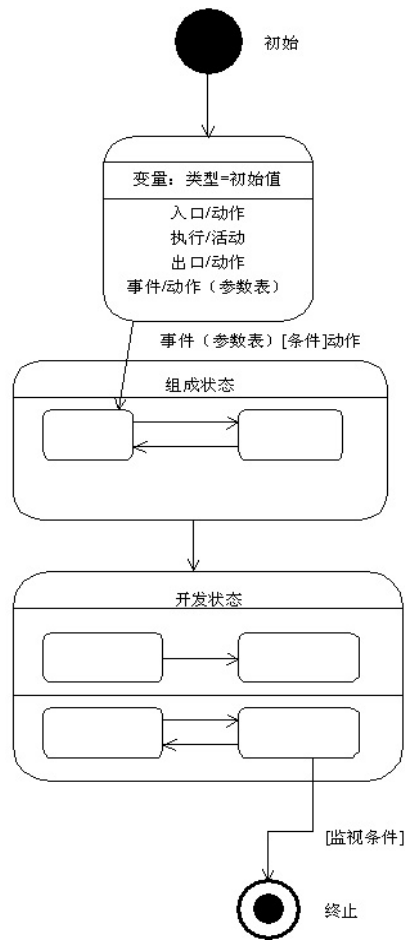 初始
变量：类型=初始值
入口/动作
执行/活动
出口/动作
事件/动作（参数表）
事件（参数表）[条件]动作
组成状态
开发状态
[监视条件]
终止